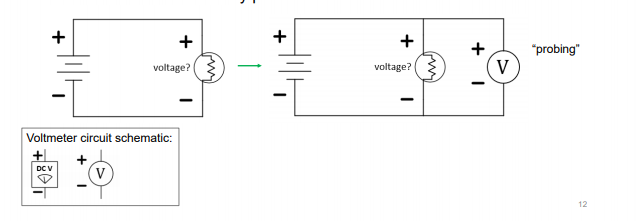 + + voltage? − −
+ + voltage? − − + V − "probing"
Voltmeter circuit schematic:
+ DC V −
+ V −
12